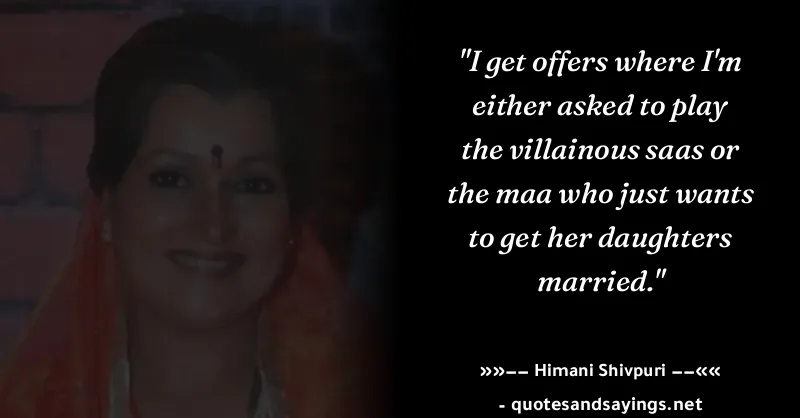 "I get offers where I'm
either asked to play
the villainous saas or
the maa who just wants
to get her daughters
married."
»»−− Himani Shivpuri −−««
- quotesandsayings.net